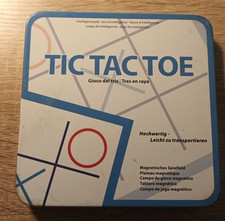 TIC TAC TOE
Gioco del tris | Tres en raya
Hochwertig -
Leicht zu transportieren
Magnetisches Spielfeld
Plateau magnétique
Campo da gioco magnetico
Tablero magnético
Campo de jogo magnético